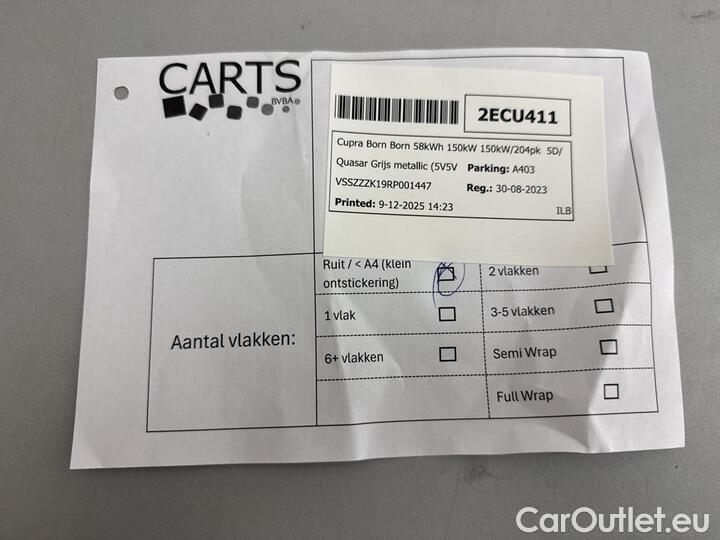 CARTS
BVBA
2ECU411
Cupra Born Born 58kWh 150kW 150kW/204pk 5D/
Quasar Grijs metallic (5V5V Parking: A403
VSSZZZK19RP001447 Reg.: 30-08-2023
Printed: 9-12-2025 14:23 ILB
Ruit / < A4 (klein ontstickering)
2 vlakken
Aantal vlakken:
1 vlak
3-5 vlakken
6+ vlakken
Semi Wrap
Full Wrap
CarOutlet.eu